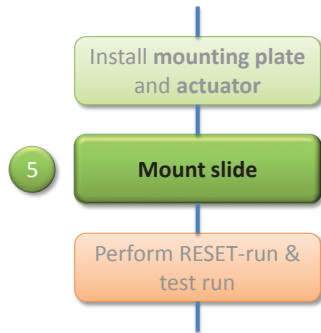 Install mounting plate
and actuator
5
Mount slide
Perform RESET-run &
test run